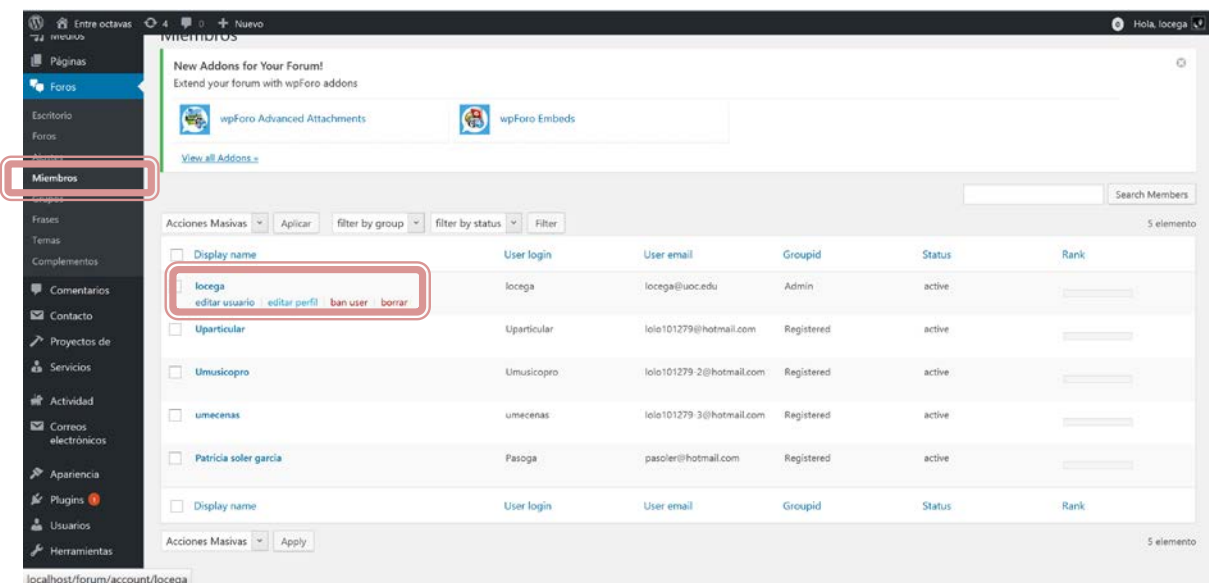 Entre octavas 4 0 Nuevo Hola, locega
Medios
Páginas
Foros
Escritorio
Foros
Ajustes
Miembros
Grupos
Frases
Temas
Complementos
Comentarios
Contacto
Proyectos de
Servicios
Actividad
Correos
electrónicos
Apariencia
Plugins 1
Usuarios
Herramientas
Miembros
New Addons for Your Forum!
Extend your forum with wpForo addons
wpForo Advanced Attachments wpForo Embeds
View all Addons »
Search Members
Acciones Masivas Aplicar filter by group filter by status Filter 5 elemento
Display name User login User email Groupid Status Rank
locega locega locega@uoc.edu Admin active
editar usuario | editar perfil | ban user | borrar
Uparticular Uparticular lolo101279@hotmail.com Registered active
Umusicopro Umusicopro lolo101279-2@hotmail.com Registered active
umecenas umecenas lolo101279-3@hotmail.com Registered active
Patricia soler garcia Pasoga pasoler@hotmail.com Registered active
Display name User login User email Groupid Status Rank
Acciones Masivas Apply 5 elemento
localhost/forum/account/locega